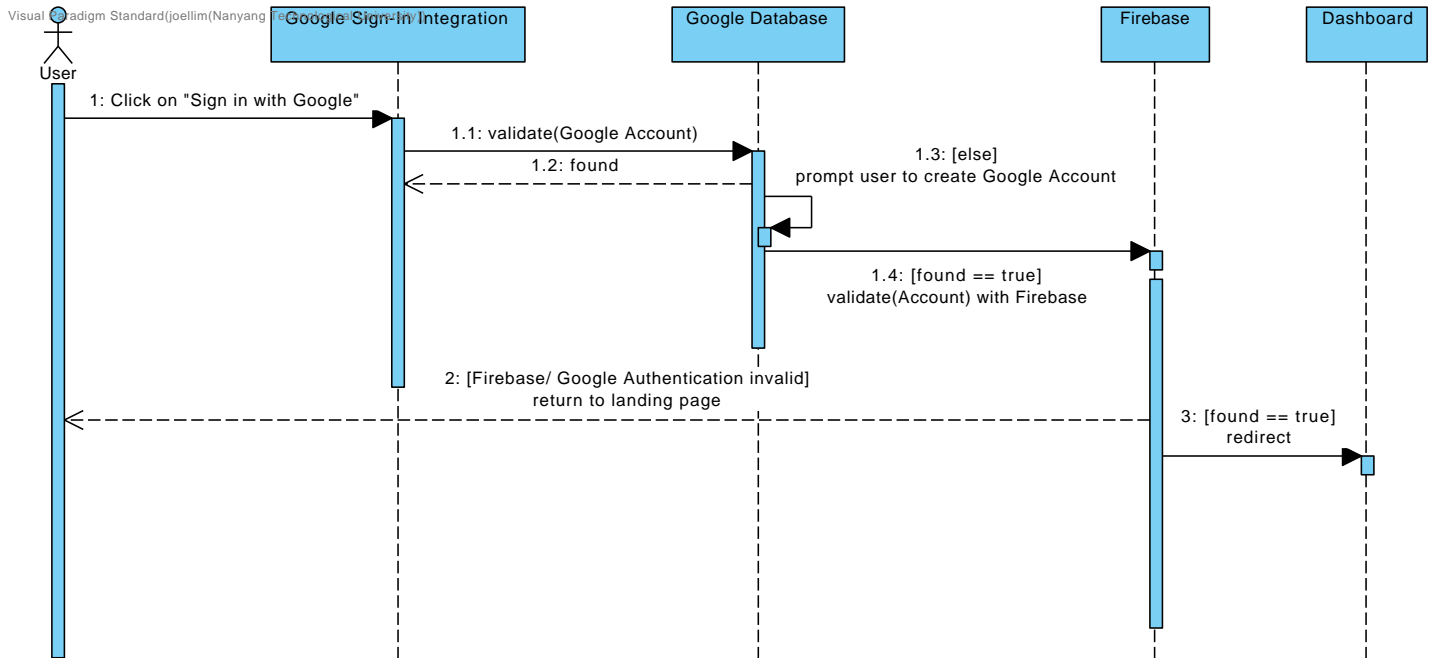 Visual Paradigm Standard(joellim(Nanyang Technological University))
Google Sign-In Integration
Google Database
Firebase
Dashboard
User
1: Click on "Sign in with Google"
1.1: validate(Google Account)
1.2: found
1.3: [else]
prompt user to create Google Account
1.4: [found == true]
validate(Account) with Firebase
2: [Firebase/ Google Authentication invalid]
return to landing page
3: [found == true]
redirect